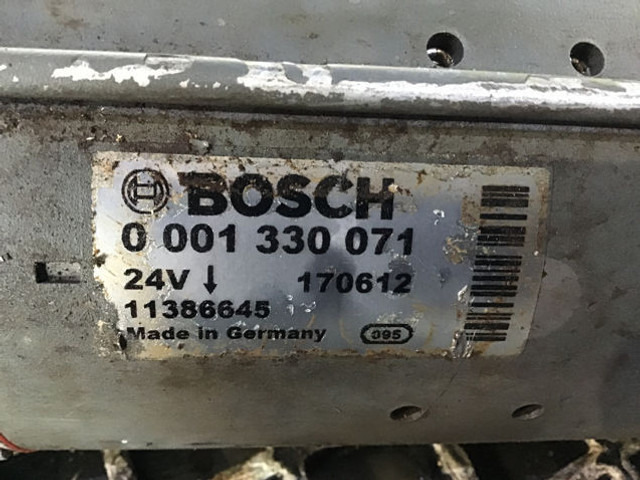 BOSCH
0 001 330 071
24V ↓ 170612
11386645
Made in Germany 095